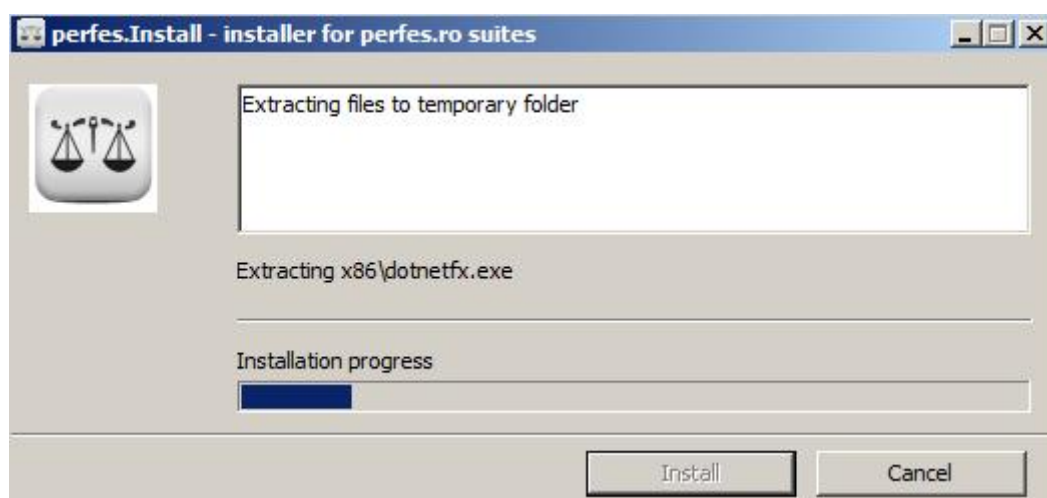 perfes.Install - installer for perfes.ro suites
Extracting files to temporary folder
Extracting x86\dotnetfx.exe
Installation progress
Install
Cancel